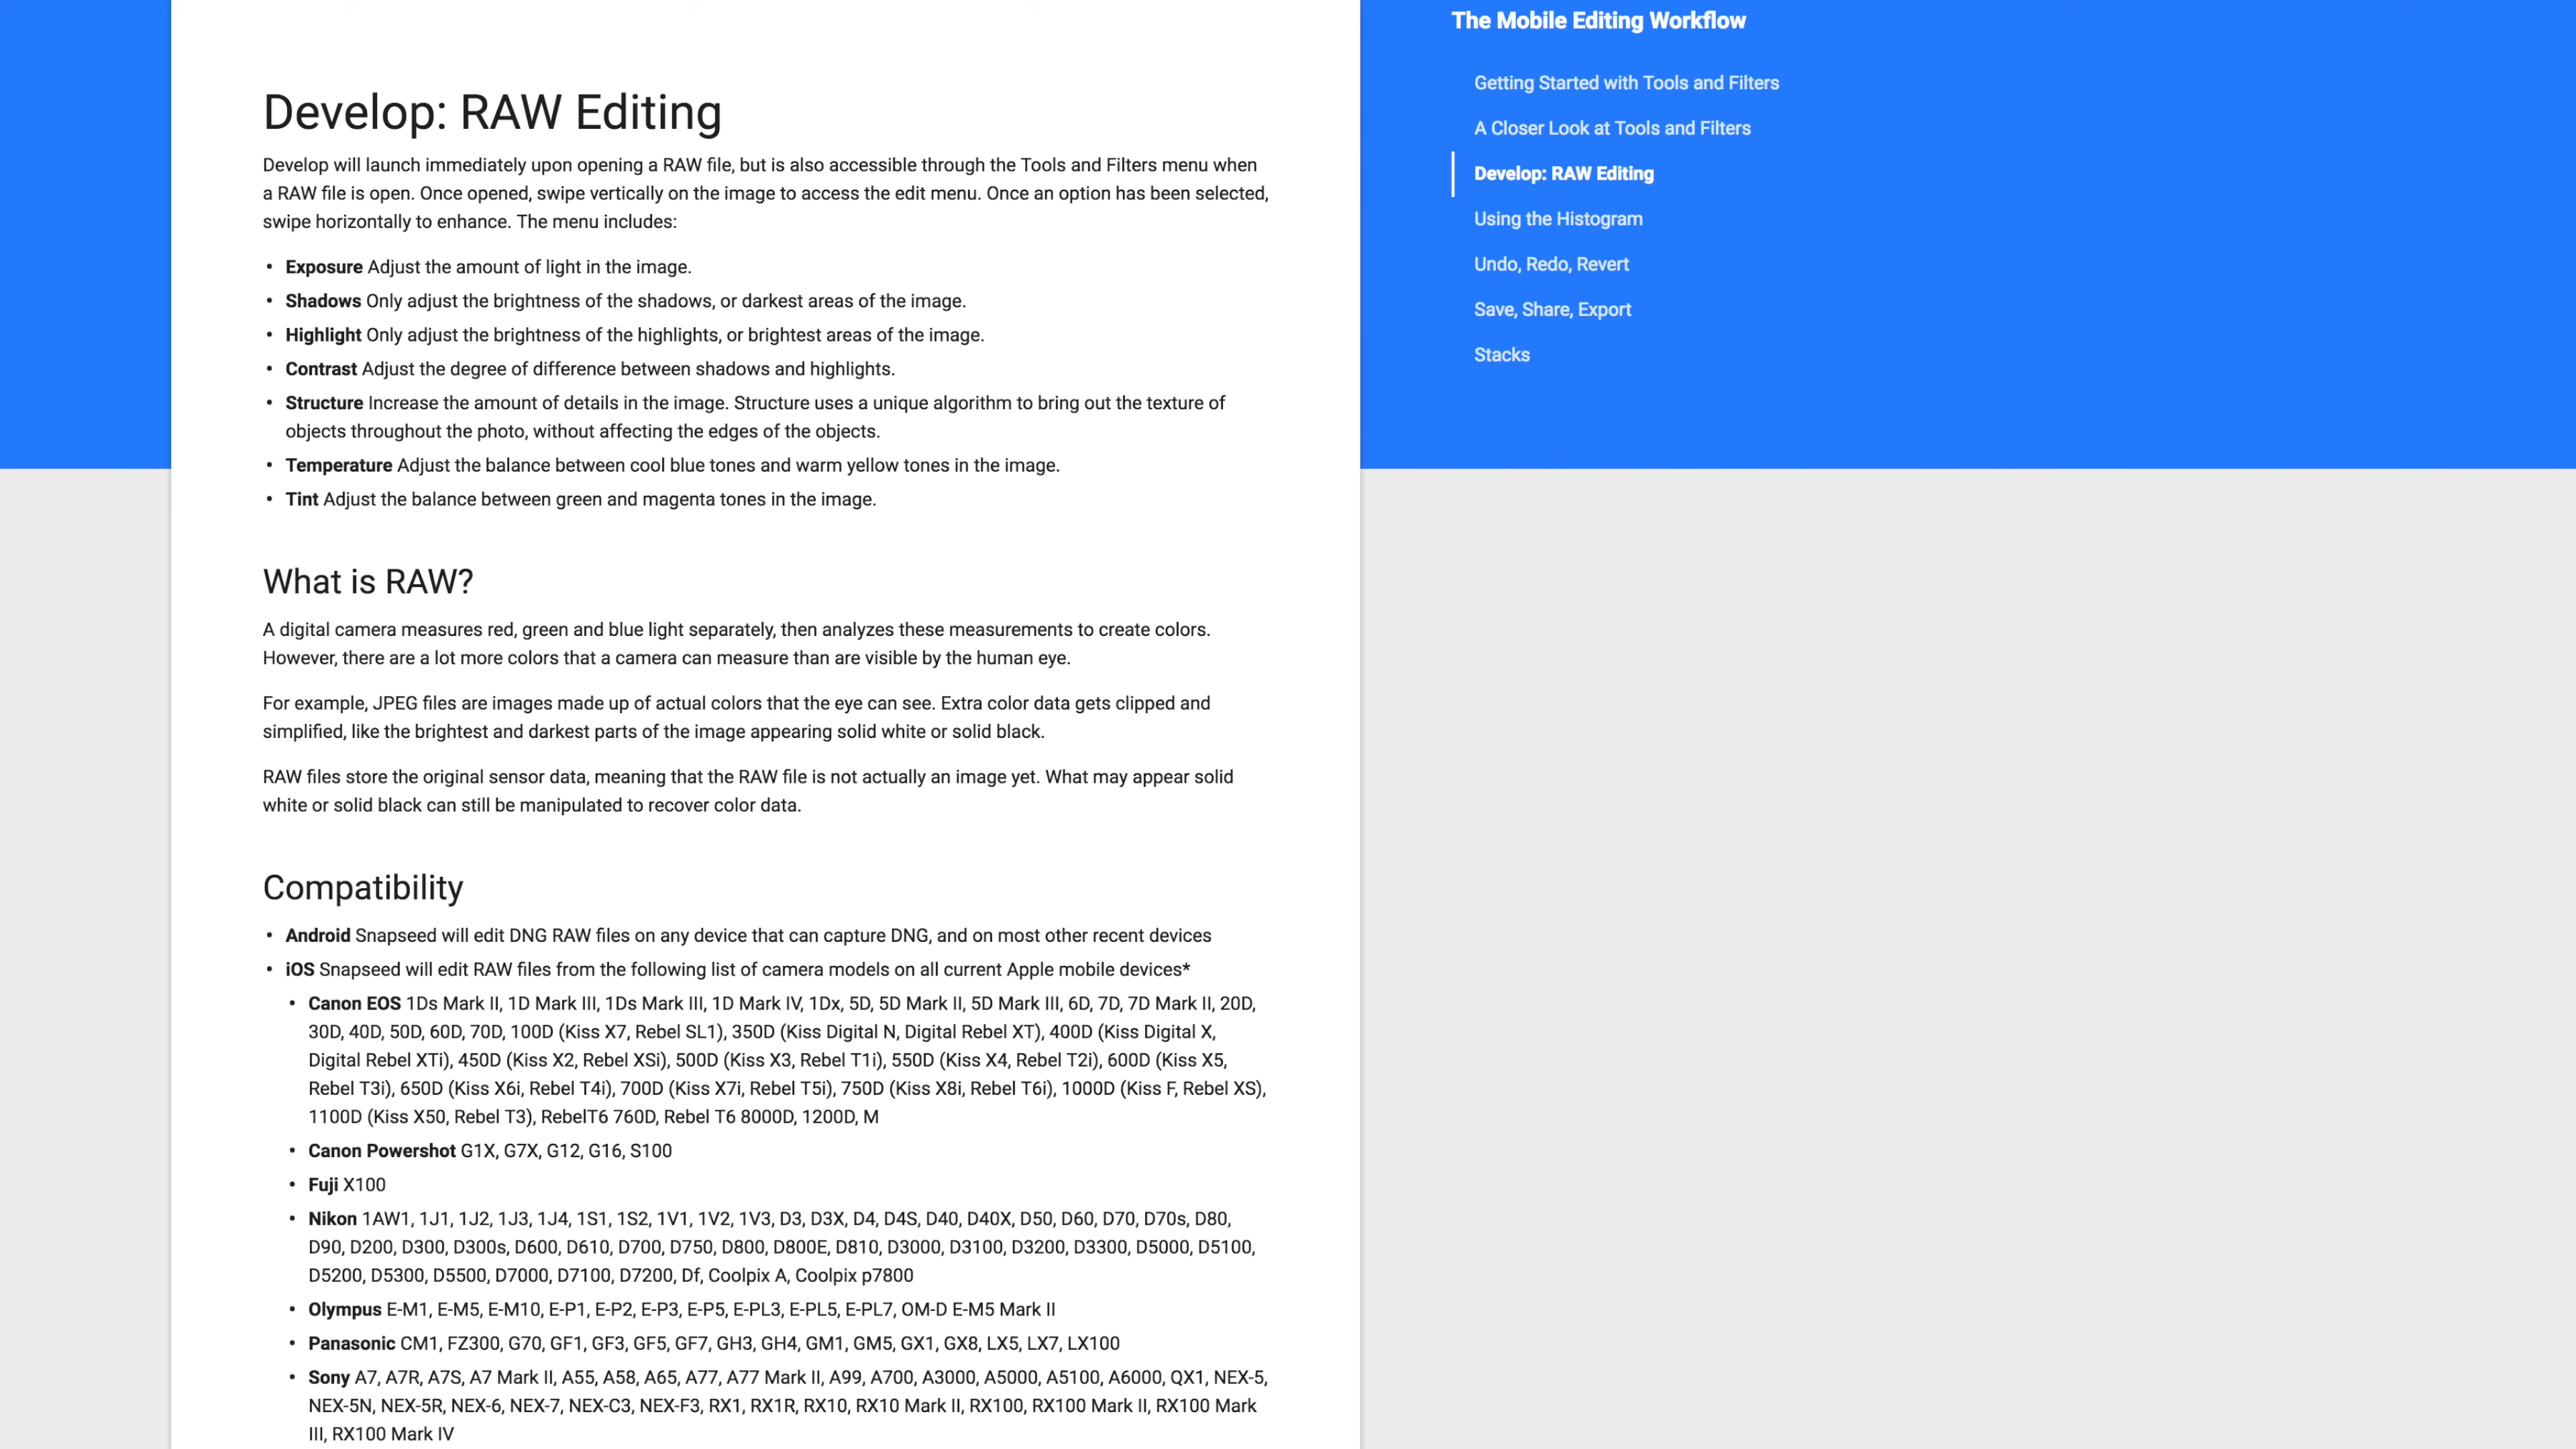 Develop: RAW Editing
Develop will launch immediately upon opening a RAW file, but is also accessible through the Tools and Filters menu when
a RAW file is open. Once opened, swipe vertically on the image to access the edit menu. Once an option has been selected,
swipe horizontally to enhance. The menu includes:
• Exposure Adjust the amount of light in the image.
• Shadows Only adjust the brightness of the shadows, or darkest areas of the image.
• Highlight Only adjust the brightness of the highlights, or brightest areas of the image.
• Contrast Adjust the degree of difference between shadows and highlights.
• Structure Increase the amount of details in the image. Structure uses a unique algorithm to bring out the texture of
objects throughout the photo, without affecting the edges of the objects.
• Temperature Adjust the balance between cool blue tones and warm yellow tones in the image.
• Tint Adjust the balance between green and magenta tones in the image.
What is RAW?
A digital camera measures red, green and blue light separately, then analyzes these measurements to create colors.
However, there are a lot more colors that a camera can measure than are visible by the human eye.
For example, JPEG files are images made up of actual colors that the eye can see. Extra color data gets clipped and
simplified, like the brightest and darkest parts of the image appearing solid white or solid black.
RAW files store the original sensor data, meaning that the RAW file is not actually an image yet. What may appear solid
white or solid black can still be manipulated to recover color data.
Compatibility
• Android Snapseed will edit DNG RAW files on any device that can capture DNG, and on most other recent devices
• iOS Snapseed will edit RAW files from the following list of camera models on all current Apple mobile devices*
• Canon EOS 1Ds Mark II, 1D Mark III, 1Ds Mark III, 1D Mark IV, 1Dx, 5D, 5D Mark II, 5D Mark III, 6D, 7D, 7D Mark II, 20D,
30D, 40D, 50D, 60D, 70D, 100D (Kiss X7, Rebel SL1), 350D (Kiss Digital N, Digital Rebel XT), 400D (Kiss Digital X,
Digital Rebel XTi), 450D (Kiss X2, Rebel XSi), 500D (Kiss X3, Rebel T1i), 550D (Kiss X4, Rebel T2i), 600D (Kiss X5,
Rebel T3i), 650D (Kiss X6i, Rebel T4i), 700D (Kiss X7i, Rebel T5i), 750D (Kiss X8i, Rebel T6i), 1000D (Kiss F, Rebel XS),
1100D (Kiss X50, Rebel T3), RebelT6 760D, Rebel T6 8000D, 1200D, M
• Canon Powershot G1X, G7X, G12, G16, S100
• Fuji X100
• Nikon 1AW1, 1J1, 1J2, 1J3, 1J4, 1S1, 1S2, 1V1, 1V2, 1V3, D3, D3X, D4, D4S, D40, D40X, D50, D60, D70, D70s, D80,
D90, D200, D300, D300s, D600, D610, D700, D750, D800, D800E, D810, D3000, D3100, D3200, D3300, D5000, D5100,
D5200, D5300, D5500, D7000, D7100, D7200, Df, Coolpix A, Coolpix p7800
• Olympus E-M1, E-M5, E-M10, E-P1, E-P2, E-P3, E-P5, E-PL3, E-PL5, E-PL7, OM-D E-M5 Mark II
• Panasonic CM1, FZ300, G70, GF1, GF3, GF5, GF7, GH3, GH4, GM1, GM5, GX1, GX8, LX5, LX7, LX100
• Sony A7, A7R, A7S, A7 Mark II, A55, A58, A65, A77, A77 Mark II, A99, A700, A3000, A5000, A5100, A6000, QX1, NEX-5,
NEX-5N, NEX-5R, NEX-6, NEX-7, NEX-C3, NEX-F3, RX1, RX1R, RX10, RX10 Mark II, RX100, RX100 Mark II, RX100 Mark
III, RX100 Mark IV
The Mobile Editing Workflow
Getting Started with Tools and Filters
A Closer Look at Tools and Filters
Develop: RAW Editing
Using the Histogram
Undo, Redo, Revert
Save, Share, Export
Stacks